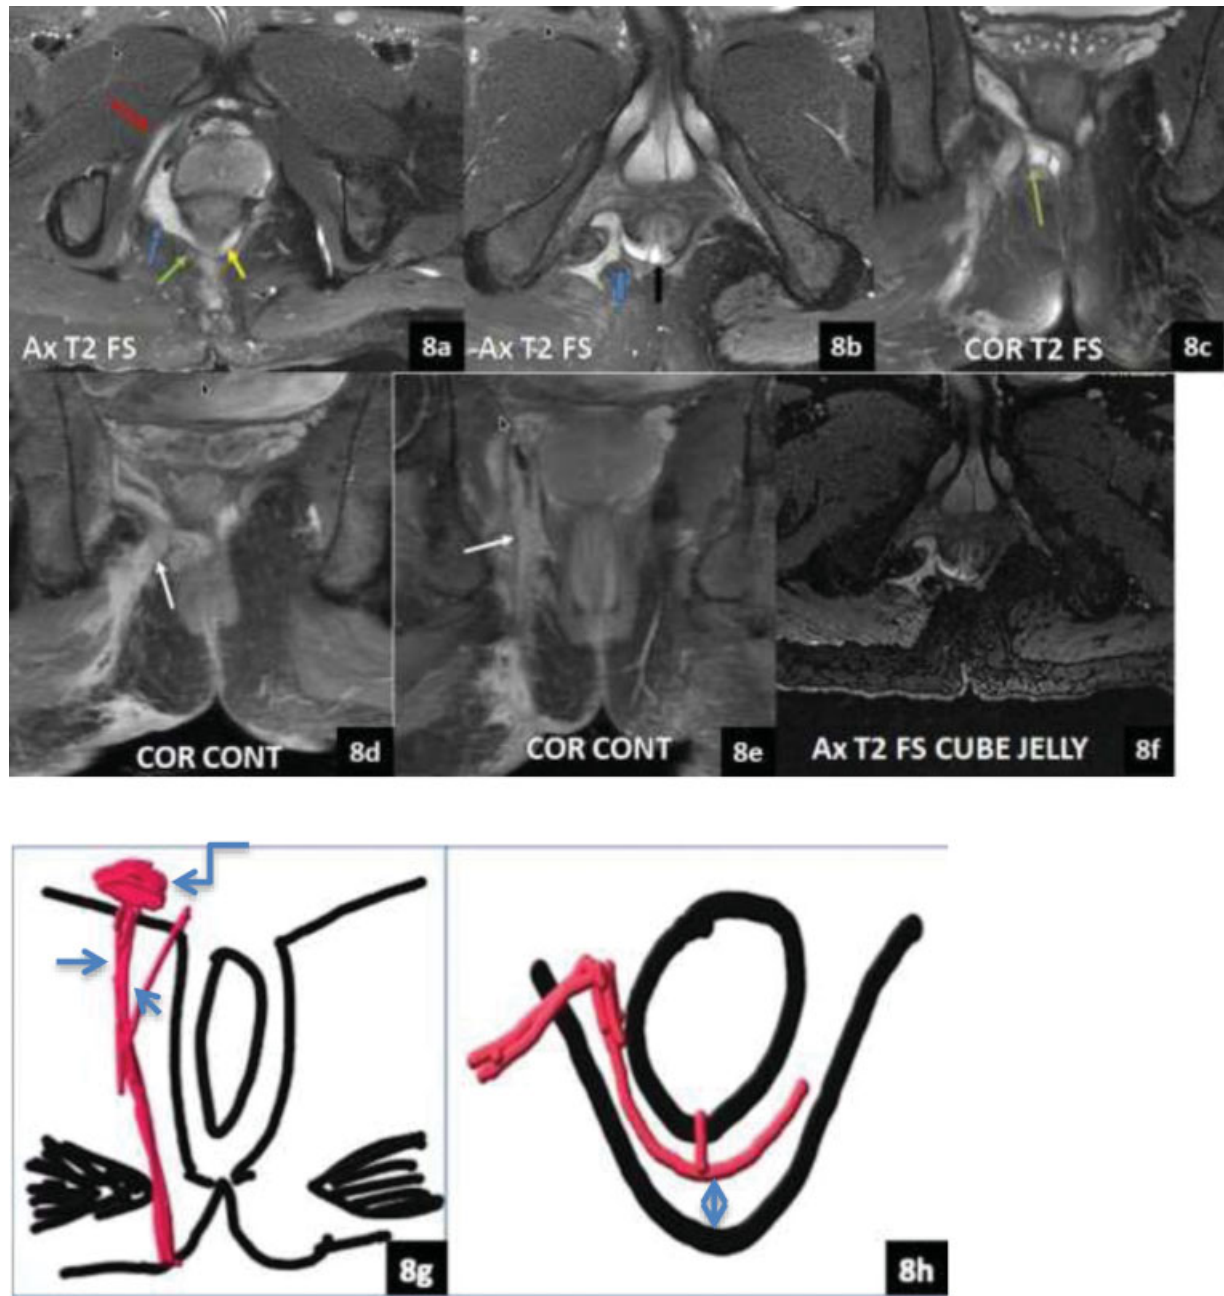 Ax T2 FS
8a
Ax T2 FS
8b
COR T2 FS
8c
COR CONT
8d
COR CONT
8e
Ax T2 FS CUBE JELLY
8f
8g
8h